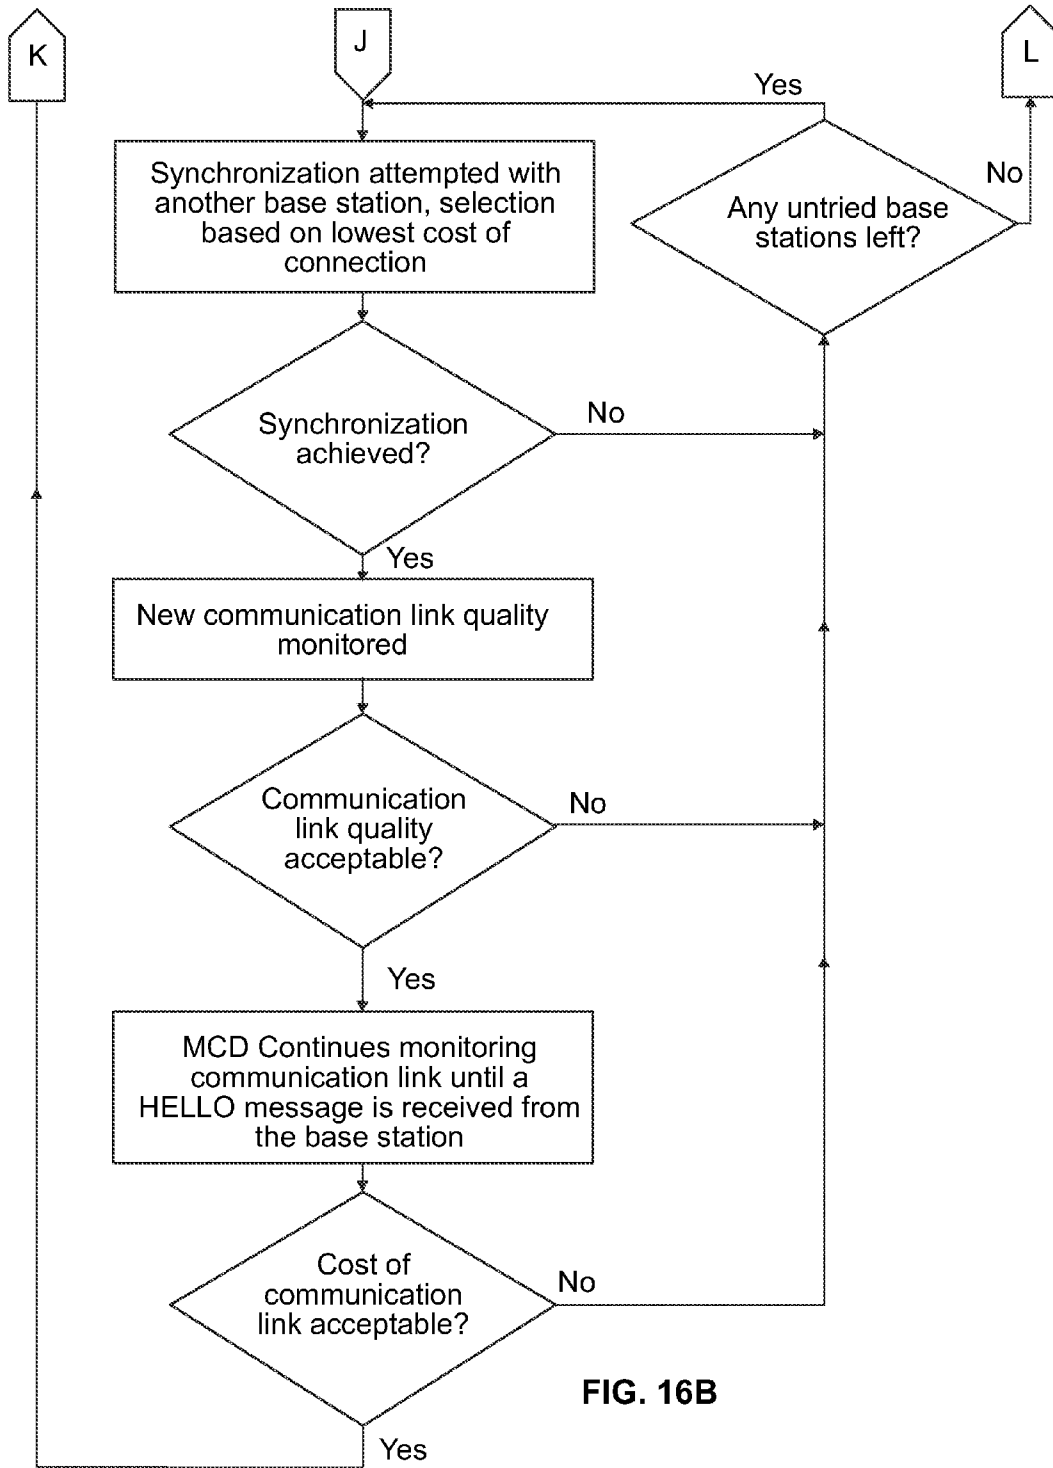 K
J
L
Yes
Synchronization attempted with
another base station, selection
based on lowest cost of
connection
Any untried base
stations left?
No
Synchronization
achieved?
No
Yes
New communication link quality
monitored
Communication
link quality
acceptable?
No
Yes
MCD Continues monitoring
communication link until a
HELLO message is received from
the base station
Cost of
communication
link acceptable?
No
Yes
FIG. 16B